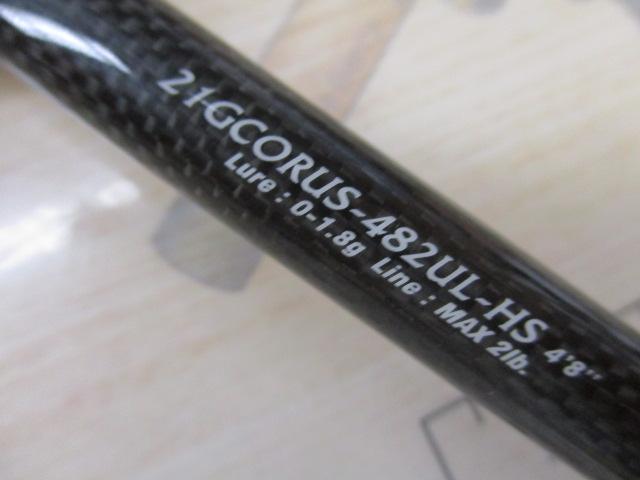 21GCORUS-482UL-HS 4'8"
Lure : 0-1.8g Line : MAX 2lb.